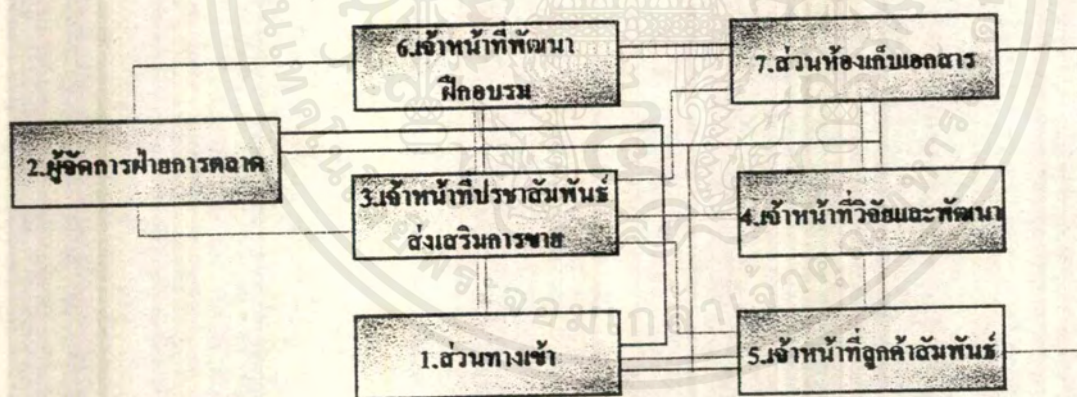 6.เจ้าหน้าที่พัฒนา
ฝึกอบรม
7.ส่วนห้องเก็บเอกสาร
2.ผู้จัดการฝ่ายการตลาด
3.เจ้าหน้าที่ประชาสัมพันธ์
ส่งเสริมการขาย
4.เจ้าหน้าที่วิจัยและพัฒนา
1.ส่วนทางเข้า
5.เจ้าหน้าที่ลูกค้าสัมพันธ์